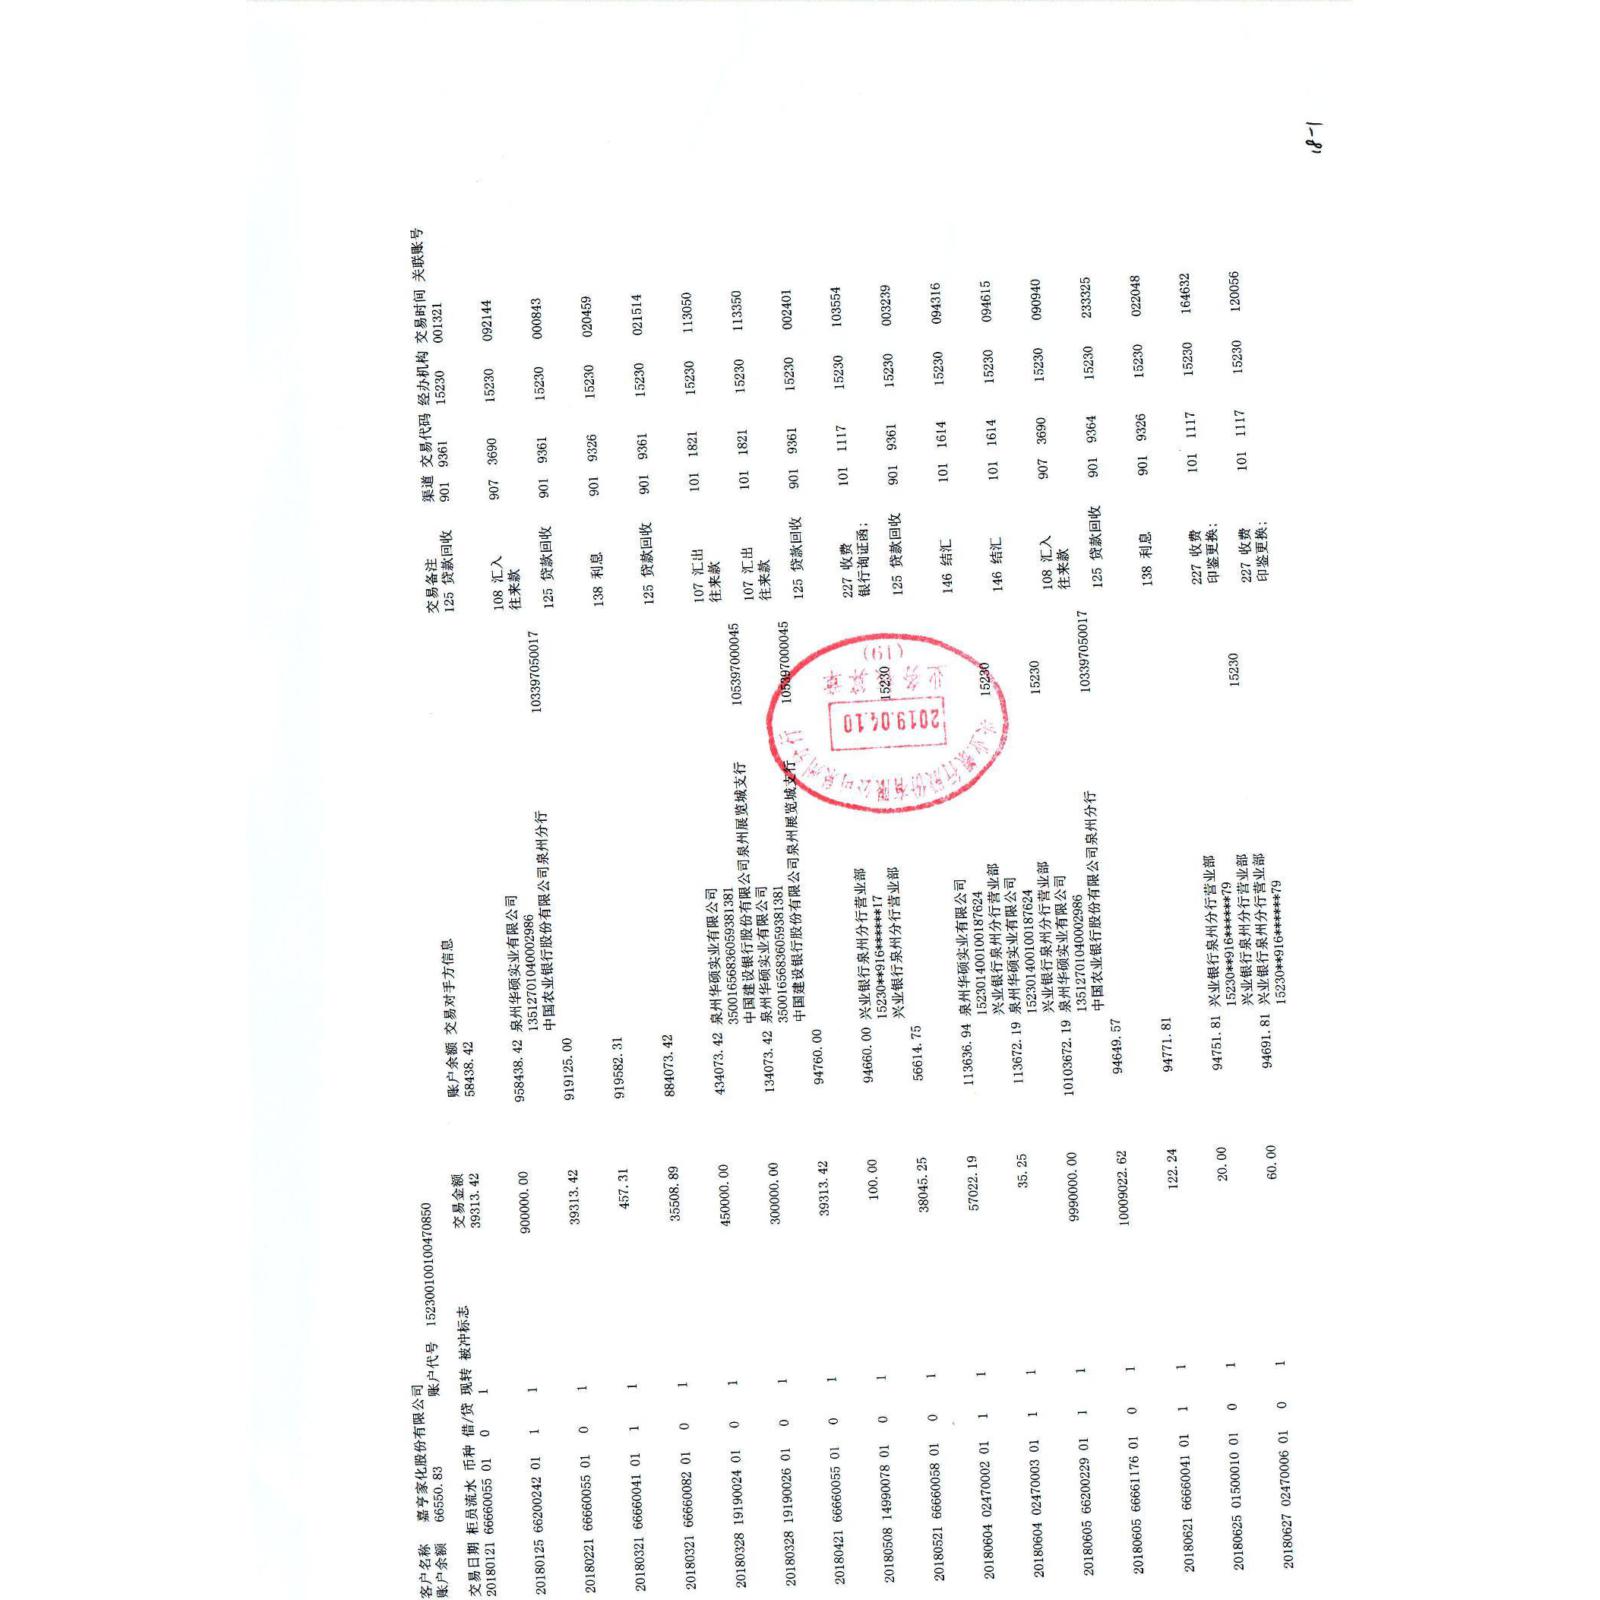 客户名称 嘉亨家化股份有限公司
账户余额 66550.83 账户代号 152300100100470850
交易日期 柜员流水 币种 借/贷 现转 被冲标志 交易金额 账户余额 交易对手方信息 交易备注 渠道 交易代码 经办机构 交易时间 关联账号
20180121 66660055 01 0 1 39313.42 58438.42 125 贷款回收 901 9361 15230 001321
20180125 66200242 01 1 1 900000.00 958438.42 泉州华硕实业有限公司 108 汇入 907 3690 15230 092144
13512701040002986 往来款
中国农业银行股份有限公司泉州分行 103397050017
20180221 66660055 01 0 1 39313.42 919125.00 125 贷款回收 901 9361 15230 000843
20180321 66660041 01 1 1 457.31 919582.31 138 利息 901 9326 15230 020459
20180321 66660082 01 0 1 35508.89 884073.42 125 贷款回收 901 9361 15230 021514
20180328 19190024 01 0 1 450000.00 434073.42 泉州华硕实业有限公司 107 汇出 101 1821 15230 113050
35001656836059381381 往来款
中国建设银行股份有限公司泉州展览城支行 105397000045
20180328 19190026 01 0 1 300000.00 134073.42 泉州华硕实业有限公司 107 汇出 101 1821 15230 113350
35001656836059381381 往来款
中国建设银行股份有限公司泉州展览城支行 105397000045
20180421 66660055 01 0 1 39313.42 94760.00 125 贷款回收 901 9361 15230 002401
20180508 14990078 01 0 1 100.00 94660.00 兴业银行泉州分行营业部 227 收费 101 1117 15230 103554
15230**916******17 银行询证函;
兴业银行泉州分行营业部 15230
20180521 66660058 01 0 1 38045.25 56614.75 125 贷款回收 901 9361 15230 003239
20180604 02470002 01 1 1 57022.19 113636.94 泉州华硕实业有限公司 146 结汇 101 1614 15230 094316
152301400100187624
兴业银行泉州分行营业部 15230
20180604 02470003 01 1 1 35.25 113672.19 泉州华硕实业有限公司 146 结汇 101 1614 15230 094615
152301400100187624
兴业银行泉州分行营业部 15230
20180605 66200229 01 1 1 9990000.00 10103672.19 泉州华硕实业有限公司 108 汇入 907 3690 15230 090940
13512701040002986 往来款
中国农业银行股份有限公司泉州分行 103397050017
20180605 66661176 01 0 1 10009022.62 94649.57 125 贷款回收 901 9364 15230 233325
20180621 66660041 01 1 1 122.24 94771.81 138 利息 901 9326 15230 022048
20180625 01500010 01 0 1 20.00 94751.81 兴业银行泉州分行营业部 227 收费 101 1117 15230 164632
15230**916******79 印鉴更换;
兴业银行泉州分行营业部 15230
20180627 02470006 01 0 1 60.00 94691.81 兴业银行泉州分行营业部 227 收费 101 1117 15230 120056
15230**916******79 印鉴更换;
兴业银行股份有限公司泉州分行
2019.04.10
业务核算章
(19)
18-1